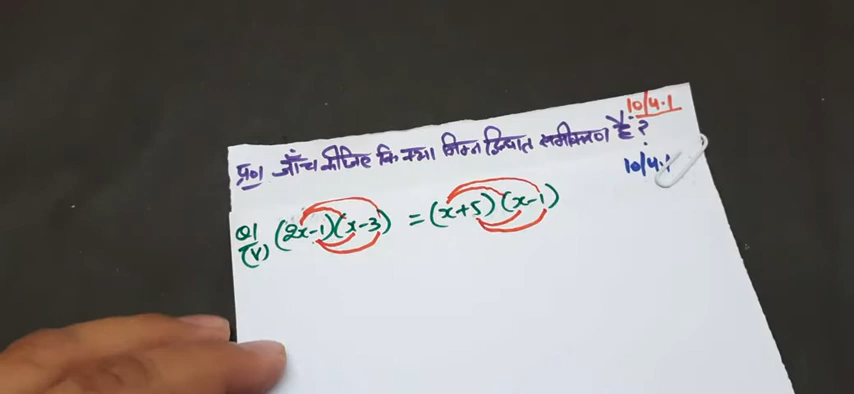 10/4.1
प्र01 जाँच कीजिए कि क्या निम्न द्विघात समीकरण है?
10/4.1
Q1 (2x-1)(x-3) = (x+5)(x-1)
(V)